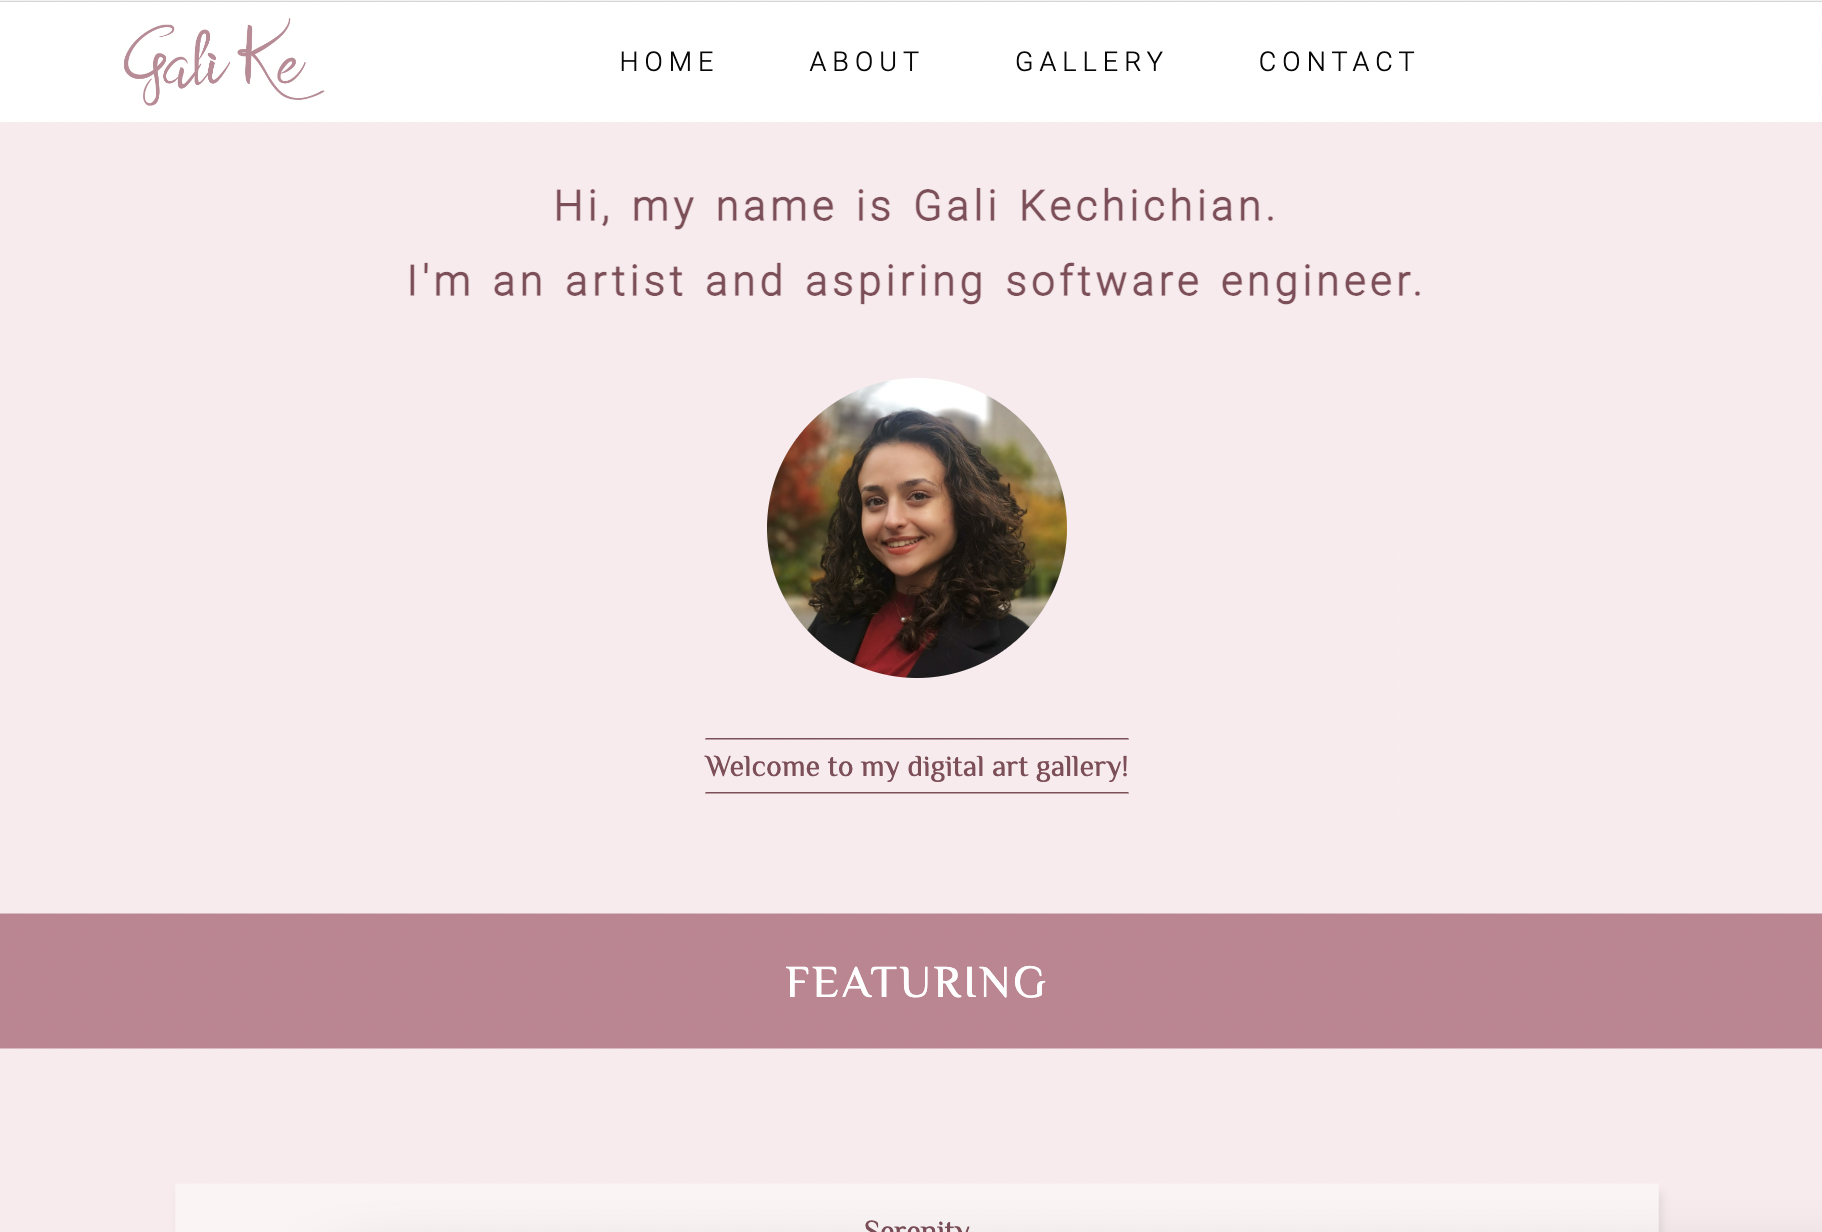 Gali Ke
HOME ABOUT GALLERY CONTACT
Hi, my name is Gali Kechichian.
I'm an artist and aspiring software engineer.
Welcome to my digital art gallery!
FEATURING
Serenity